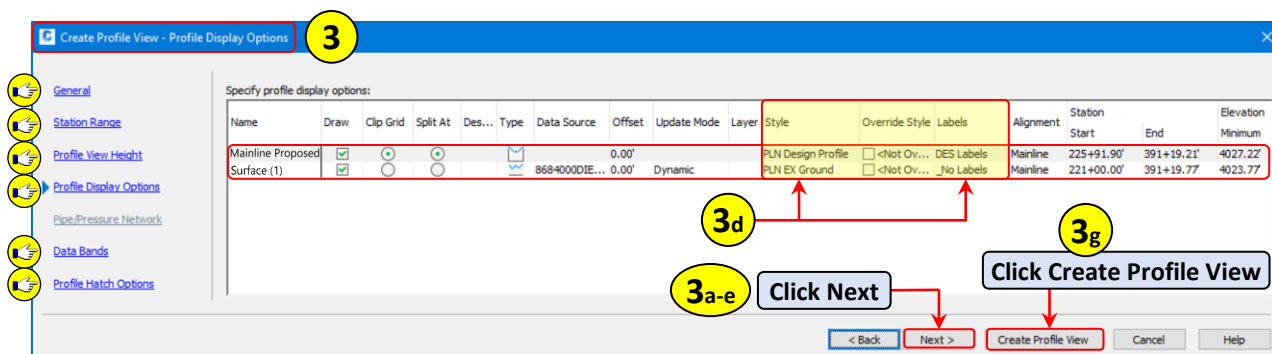 Create Profile View - Profile Display Options
3
General
Station Range
Profile View Height
Profile Display Options
Pipe/Pressure Network
Data Bands
Profile Hatch Options
Specify profile display options:
Name Draw Clip Grid Split At Des... Type Data Source Offset Update Mode Layer Style Override Style Labels Alignment Station Elevation
Start End Minimum
Mainline Proposed 0.00' PLN Design Profile <Not Ov... DES Labels Mainline 225+91.90' 391+19.21' 4027.22'
Surface (1) 8684000DIE... 0.00' Dynamic PLN EX Ground <Not Ov... _No Labels Mainline 221+00.00' 391+19.77' 4023.77'
3d
3g
Click Create Profile View
3a-e
Click Next
< Back Next > Create Profile View Cancel Help